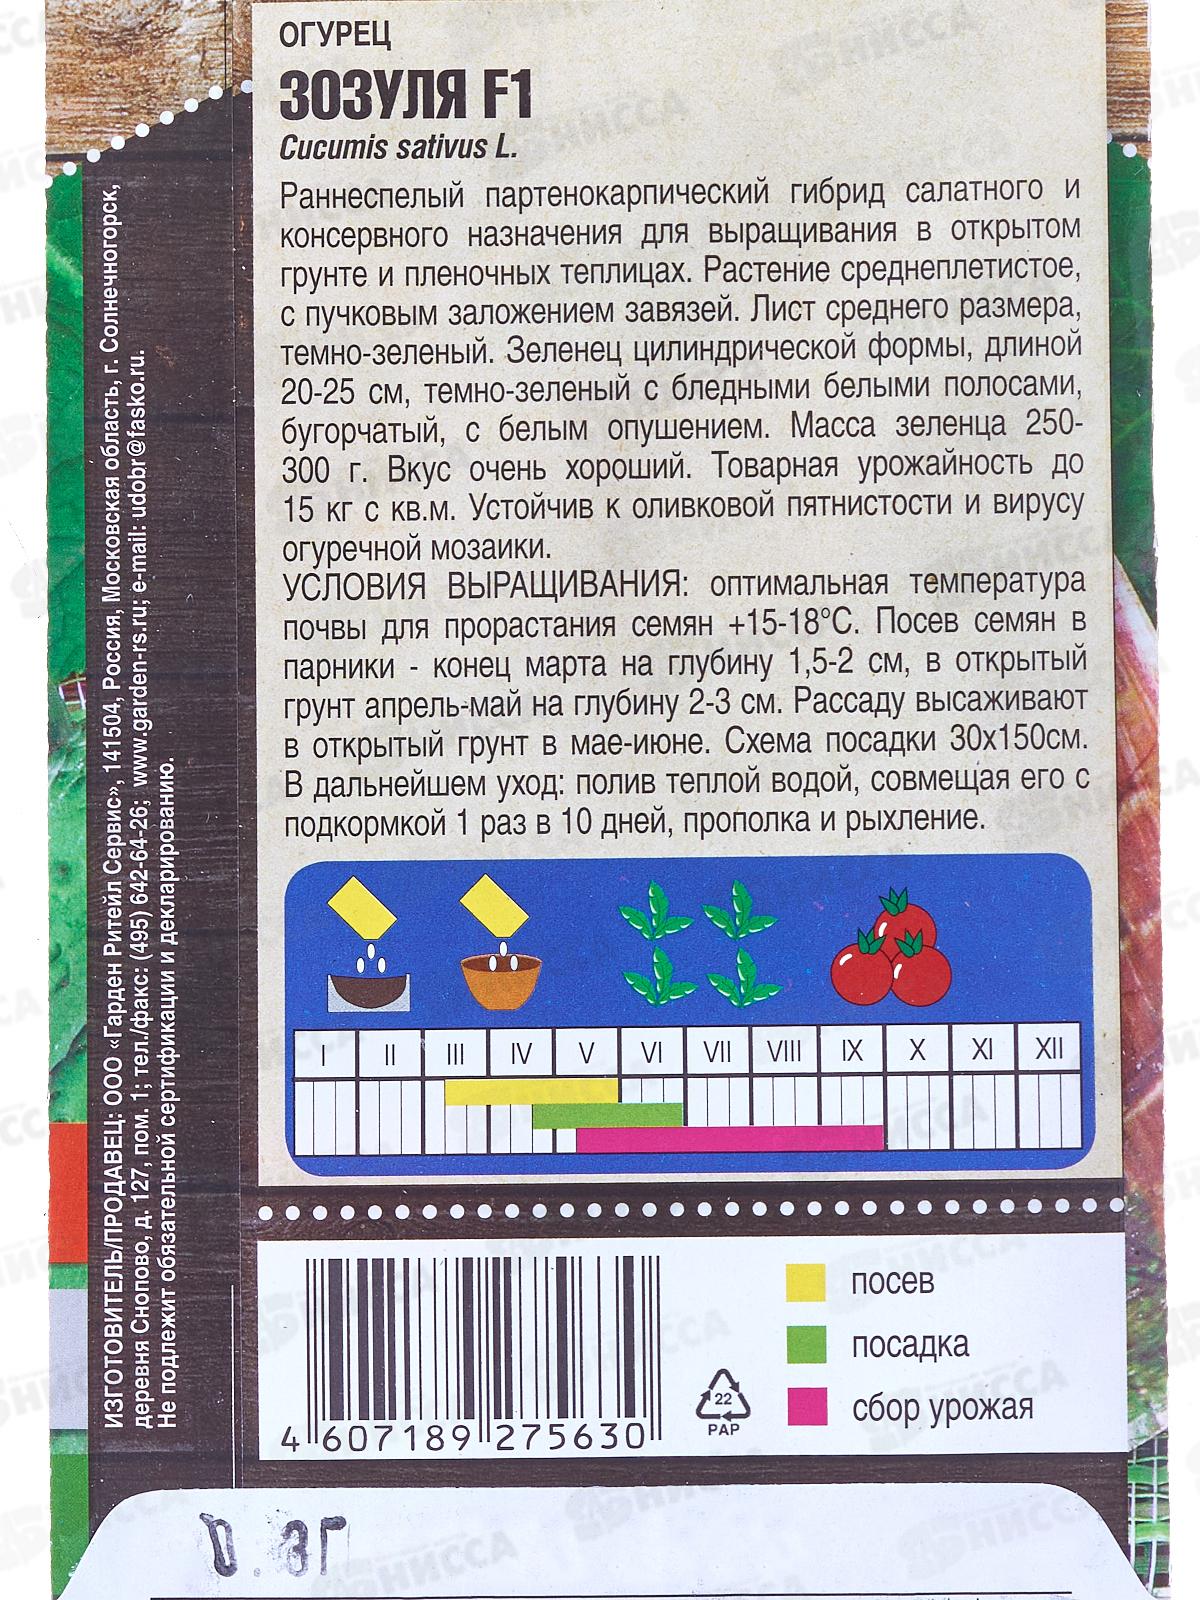 ОГУРЕЦ
ЗОЗУЛЯ F1
Cucumis sativus L.
Раннеспелый партенокарпический гибрид салатного и
консервного назначения для выращивания в открытом
грунте и пленочных теплицах. Растение среднеплетистое,
с пучковым заложением завязей. Лист среднего размера,
темно-зеленый. Зеленец цилиндрической формы, длиной
20-25 см, темно-зеленый с бледными белыми полосами,
бугорчатый, с белым опушением. Масса зеленца 250-
300 г. Вкус очень хороший. Товарная урожайность до
15 кг с кв.м. Устойчив к оливковой пятнистости и вирусу
огуречной мозаики.
УСЛОВИЯ ВЫРАЩИВАНИЯ: оптимальная температура
почвы для прорастания семян +15-18°С. Посев семян в
парники - конец марта на глубину 1,5-2 см, в открытый
грунт апрель-май на глубину 2-3 см. Рассаду высаживают
в открытый грунт в мае-июне. Схема посадки 30х150см.
В дальнейшем уход: полив теплой водой, совмещая его с
подкормкой 1 раз в 10 дней, прополка и рыхление.
I II III IV V VI VII VIII IX X XI XII
посев
посадка
сбор урожая
22
PAP
4 607189 275630
ИЗГОТОВИТЕЛЬ/ПРОДАВЕЦ: ООО «Гарден Ритейл Сервис», 141504, Россия, Московская область, г. Солнечногорск,
деревня Снопово, д. 127, пом. 1; тел./факс: (495) 642-64-26; www.garden-rs.ru; e-mail: udobr@fasko.ru.
Не подлежит обязательной сертификации и декларированию.
0.3Г
НИССА